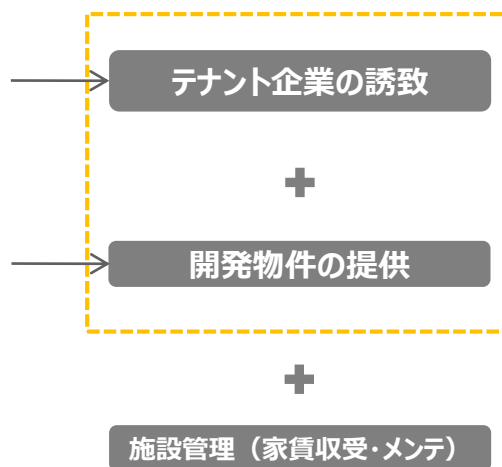 テナント企業の誘致
+
開発物件の提供
+
施設管理（家賃収受・メンテ）